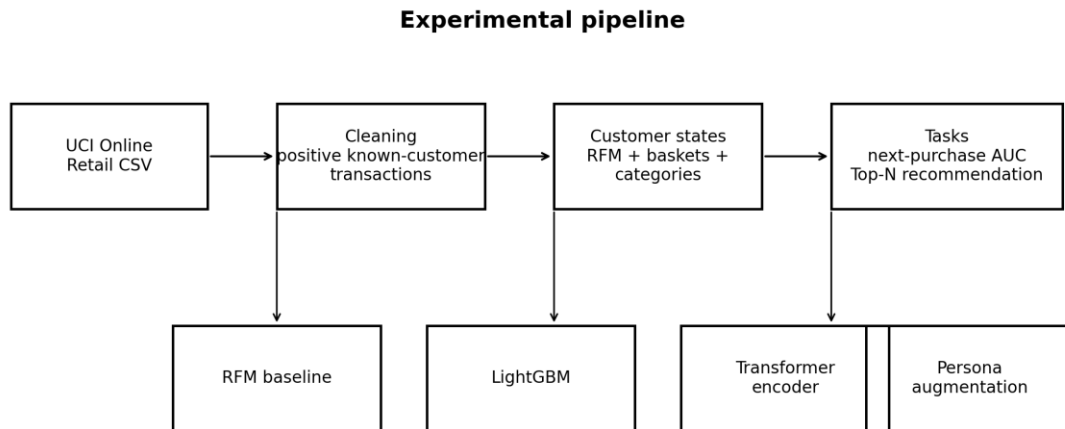 Experimental pipeline
UCI Online
Retail CSV
Cleaning
positive known-customer
transactions
Customer states
RFM + baskets +
categories
Tasks
next-purchase AUC
Top-N recommendation
RFM baseline
LightGBM
Transformer
encoder
Persona
augmentation